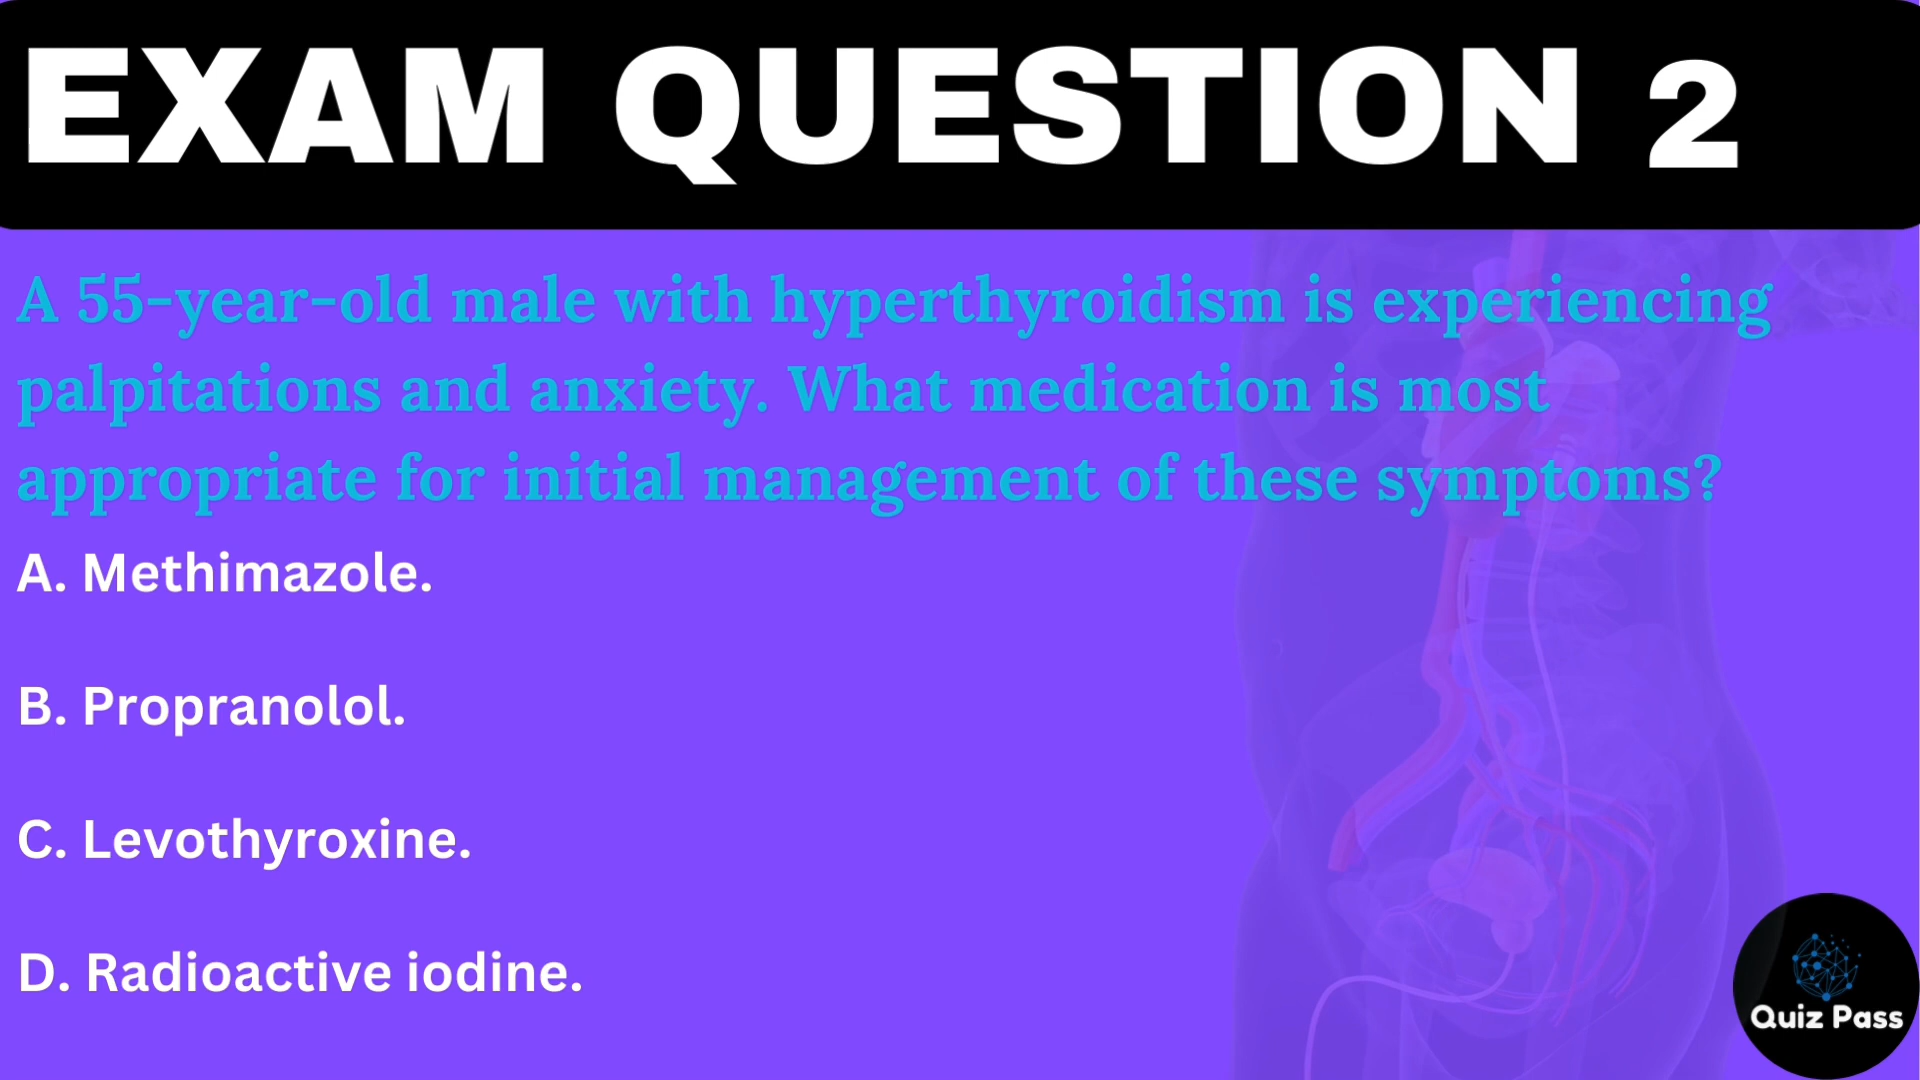 EXAM QUESTION 2
A 55-year-old male with hyperthyroidism is experiencing
palpitations and anxiety. What medication is most
appropriate for initial management of these symptoms?
A. Methimazole.
B. Propranolol.
C. Levothyroxine.
D. Radioactive iodine.
Quiz Pass